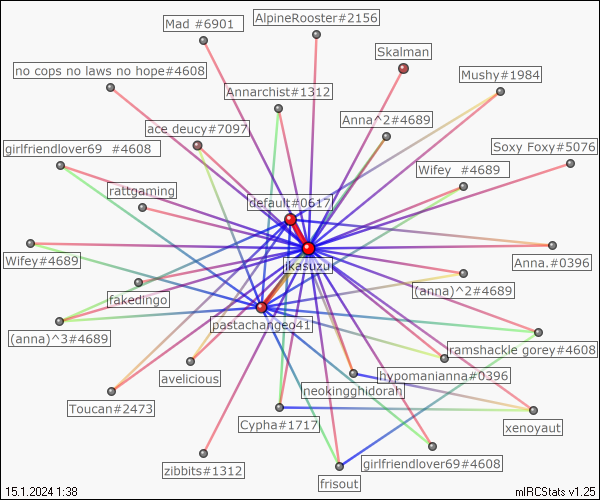 AlpineRooster#2156
Mad #6901
Skalman
no cops no laws no hope#4608
Mushy#1984
Annarchist#1312
Anna^2#4689
ace deucy#7097
girlfriendlover69 #4608
Soxy Foxy#5076
Wifey #4689
rattgaming
default#0617
Wifey#4689
Anna.#0396
ikasuzu
fakedingo
(anna)^2#4689
pastachangeo41
(anna)^3#4689
ramshackle gorey#4608
avelicious
hypomanianna#0396
neokingghidorah
Toucan#2473
Cypha#1717
xenoyaut
zibbits#1312
girlfriendlover69#4608
frisout
15.1.2024 1:38
mIRCStats v1.25